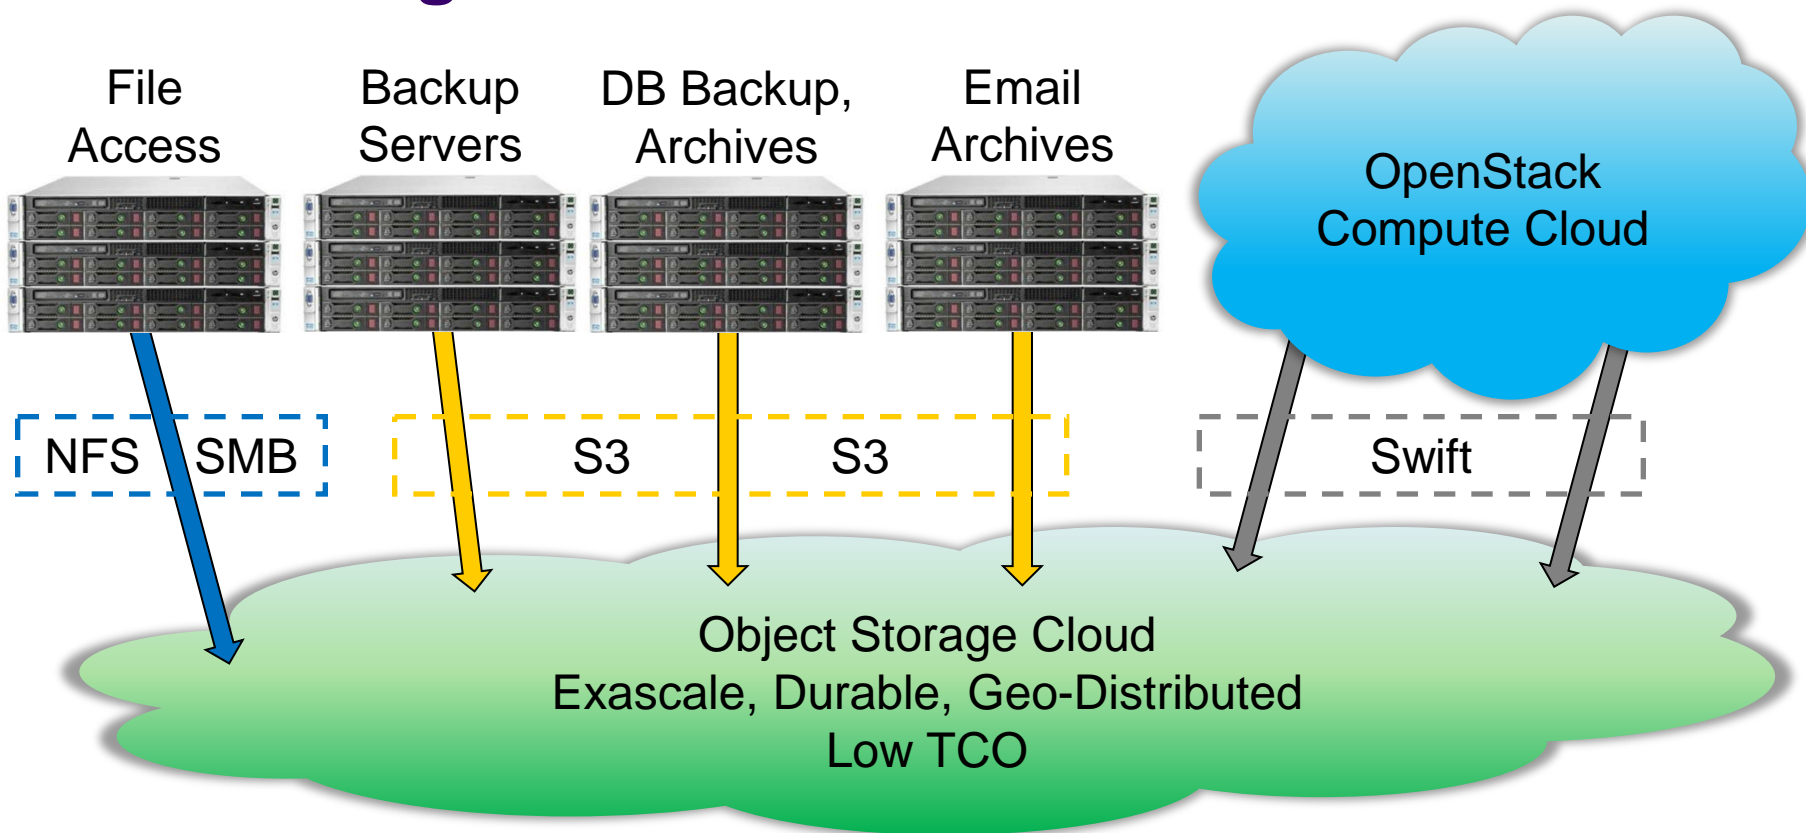 File
Access
Backup
Servers
DB Backup,
Archives
Email
Archives
OpenStack
Compute Cloud
NFS SMB
S3 S3
Swift
Object Storage Cloud
Exascale, Durable, Geo-Distributed
Low TCO